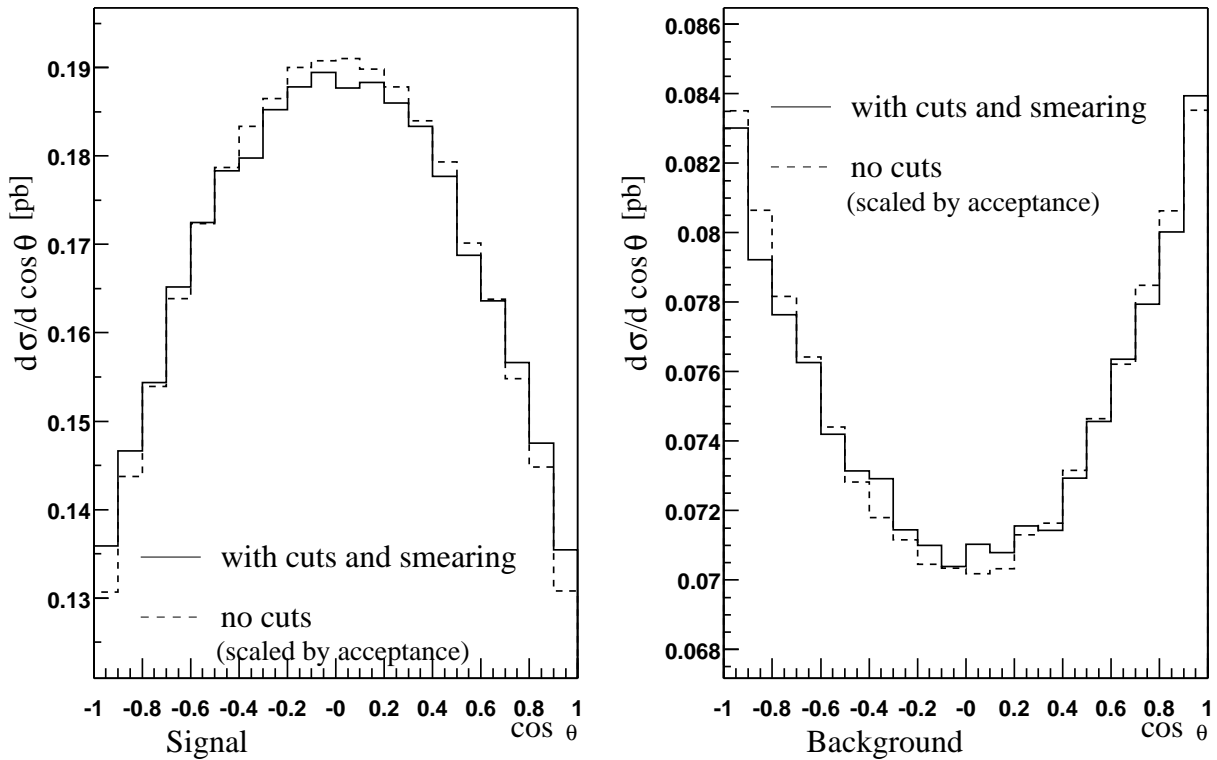 dσ/d cos θ [pb]
0.19
0.18
0.17
0.16
0.15
0.14
0.13
with cuts and smearing
no cuts
(scaled by acceptance)
-1 -0.8 -0.6 -0.4 -0.2 -0 0.2 0.4 0.6 0.8 1
cos θ
Signal
dσ/d cos θ [pb]
0.086
0.084
0.082
0.08
0.078
0.076
0.074
0.072
0.07
0.068
with cuts and smearing
no cuts
(scaled by acceptance)
-1 -0.8 -0.6 -0.4 -0.2 -0 0.2 0.4 0.6 0.8 1
cos θ
Background